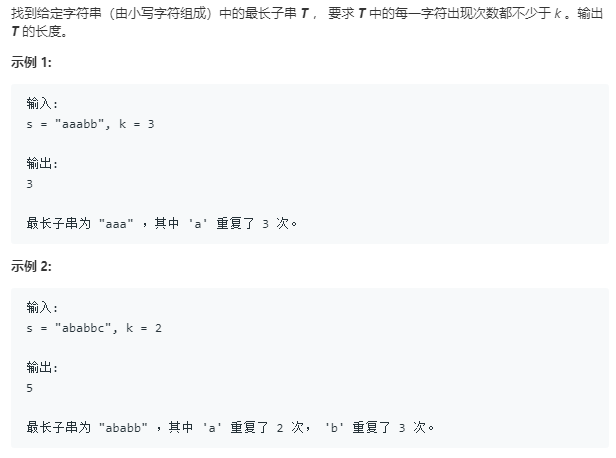 找到给定字符串（由小写字符组成）中的最长子串 T ， 要求 T 中的每一字符出现次数都不少于 k 。输出
T 的长度。
示例 1:
输入:
s = "aaabb", k = 3
输出:
3
最长子串为 "aaa" ，其中 'a' 重复了 3 次。
示例 2:
输入:
s = "ababbc", k = 2
输出:
5
最长子串为 "ababb" ，其中 'a' 重复了 2 次， 'b' 重复了 3 次。